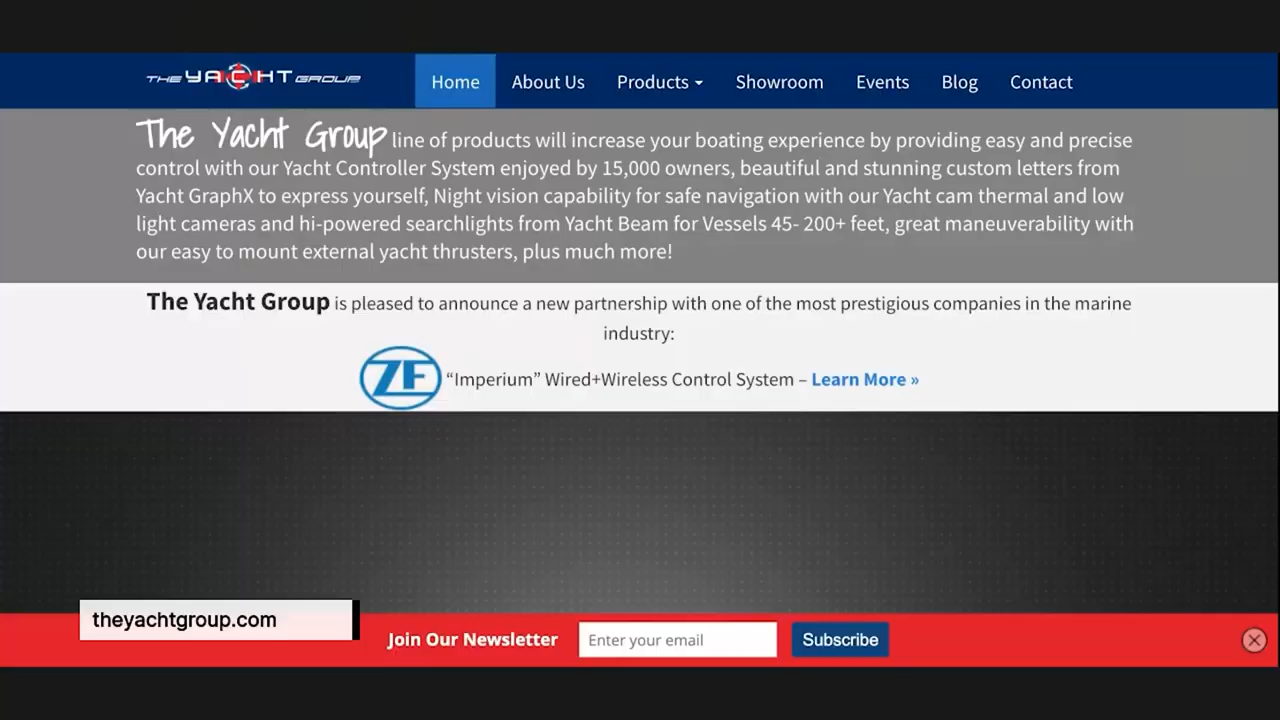 THE YACHT GROUP
Home About Us Products Showroom Events Blog Contact
The Yacht Group line of products will increase your boating experience by providing easy and precise
control with our Yacht Controller System enjoyed by 15,000 owners, beautiful and stunning custom letters from
Yacht GraphX to express yourself, Night vision capability for safe navigation with our Yacht cam thermal and low
light cameras and hi-powered searchlights from Yacht Beam for Vessels 45- 200+ feet, great maneuverability with
our easy to mount external yacht thrusters, plus much more!
The Yacht Group is pleased to announce a new partnership with one of the most prestigious companies in the marine
industry:
ZF “Imperium” Wired+Wireless Control System – Learn More »
theyachtgroup.com
Join Our Newsletter Enter your email Subscribe